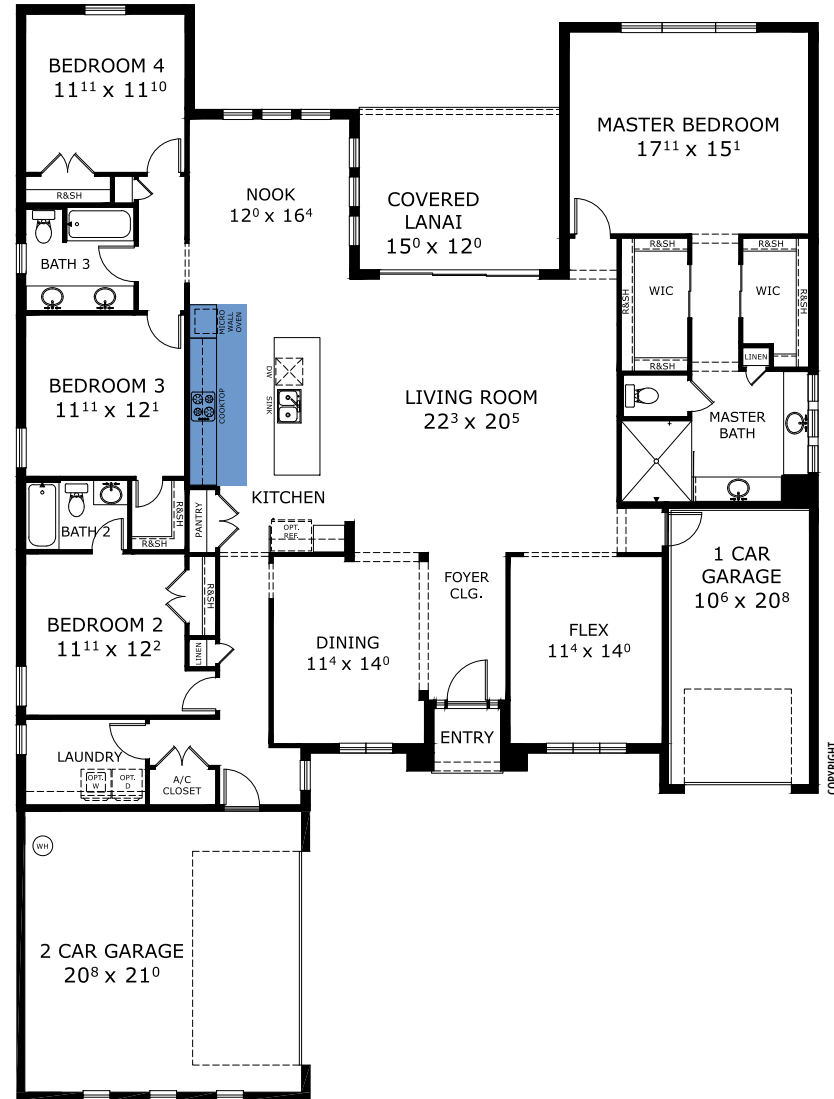 BEDROOM 4
11¹¹ x 11¹⁰
R&SH
NOOK
12⁰ x 16⁴
COVERED
LANAI
15⁰ x 12⁰
MASTER BEDROOM
17¹¹ x 15¹
BATH 3
R&SH
R&SH
WIC
R&SH
R&SH
WIC
R&SH
LINEN
MICRO
WALL
OVEN
COOKTOP
DW
SINK
BEDROOM 3
11¹¹ x 12¹
LIVING ROOM
22³ x 20⁵
MASTER
BATH
KITCHEN
PANTRY
OPT.
REF.
BATH 2
R&SH
R&SH
R&SH
BEDROOM 2
11¹¹ x 12²
LINEN
DINING
11⁴ x 14⁰
FOYER
CLG.
FLEX
11⁴ x 14⁰
1 CAR
GARAGE
10⁶ x 20⁸
ENTRY
LAUNDRY
OPT.
W
OPT.
D
A/C
CLOSET
COPYRIGHT
WH
2 CAR GARAGE
20⁸ x 21⁰